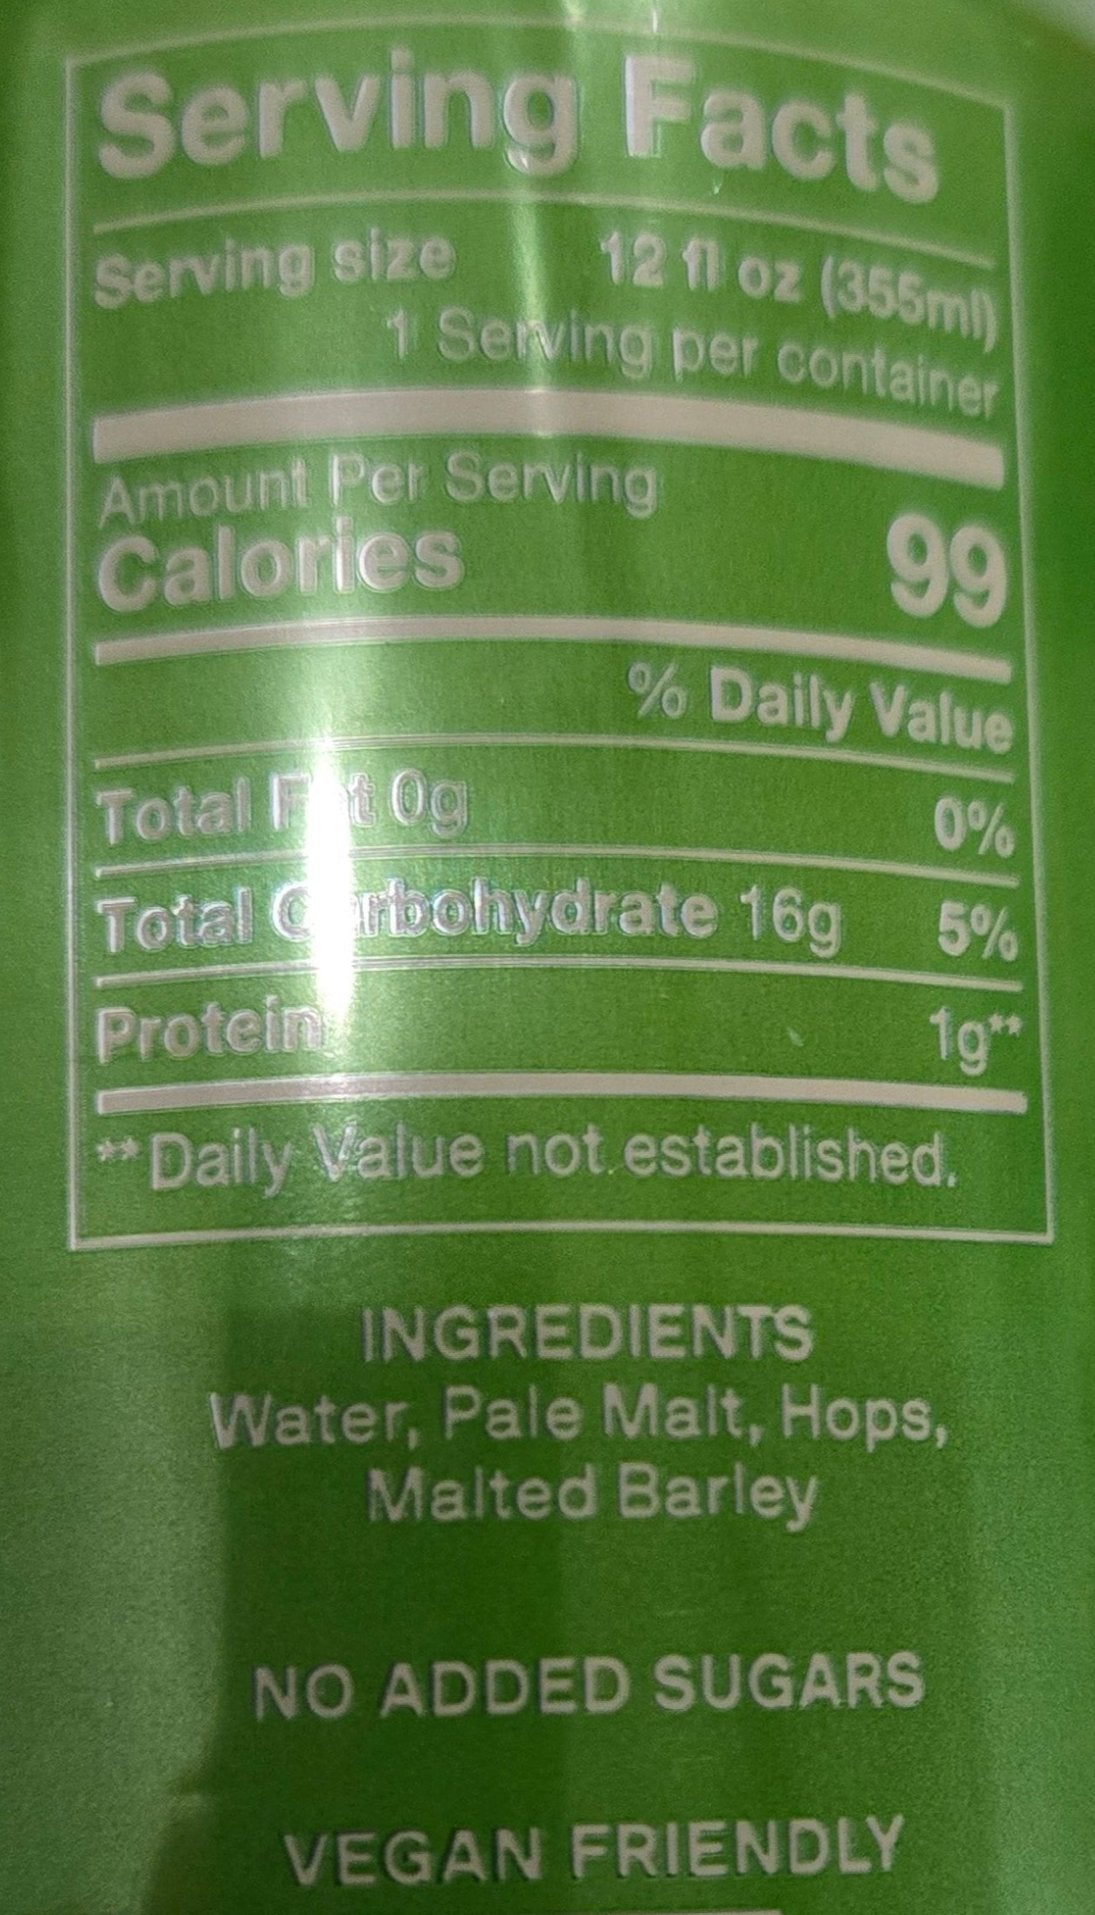 Serving Facts
Serving size 12 fl oz (355ml)
1 Serving per container
Amount Per Serving
Calories 99
% Daily Value
Total Fat 0g 0%
Total Carbohydrate 16g 5%
Protein 1g**
**Daily Value not established.
INGREDIENTS
Water, Pale Malt, Hops,
Malted Barley
NO ADDED SUGARS
VEGAN FRIENDLY